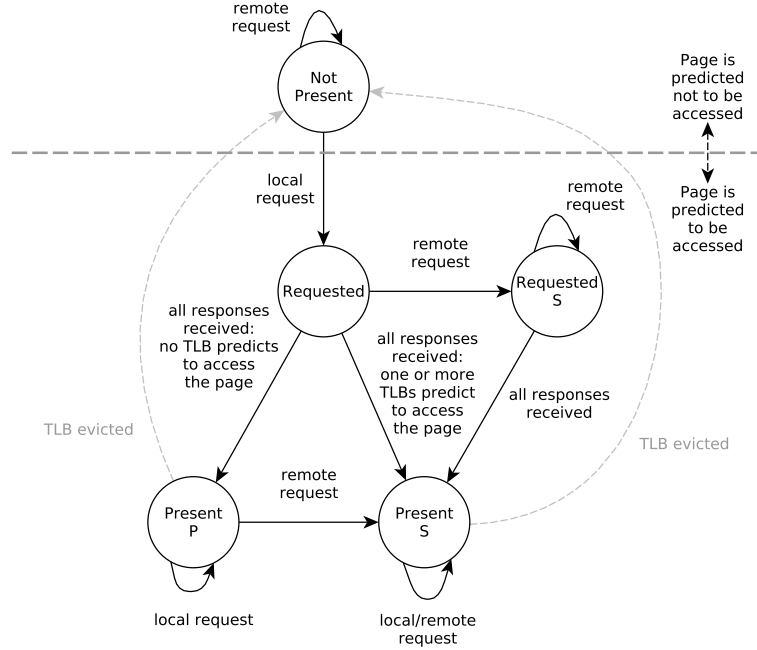 remote
request
Not
Present
Page is
predicted
not to be
accessed
local
request
Page is
predicted
to be
accessed
remote
request
remote
request
Requested
Requested
S
all responses
received:
no TLB predicts
to access
the page
all responses
received:
one or more
TLBs predict
to access
the page
all responses
received
TLB evicted
TLB evicted
remote
request
Present
P
Present
S
local request
local/remote
request